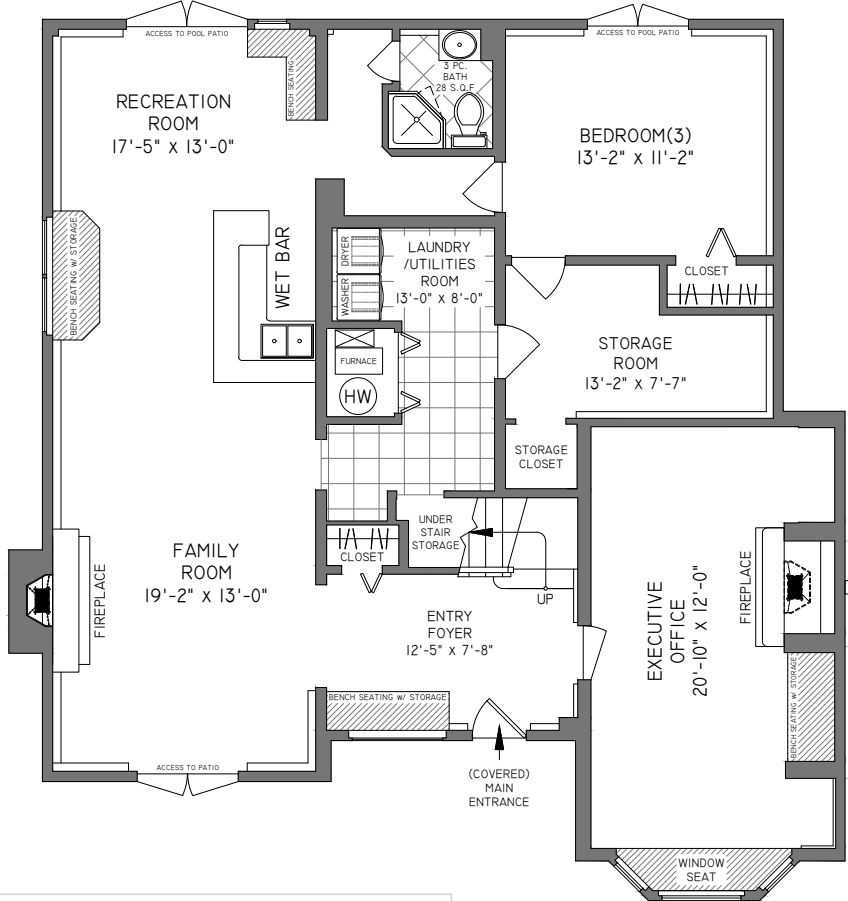 ACCESS TO POOL PATIO
ACCESS TO POOL PATIO
RECREATION
ROOM
17'-5" X 13'-0"
BENCH SEATING
3 PC.
BATH
28 S.Q.F
BEDROOM(3)
13'-2" X 11'-2"
BENCH SEATING w/ STORAGE
WET BAR
DRYER
WASHER
LAUNDRY
/UTILITIES
ROOM
13'-0" x 8'-0"
CLOSET
FURNACE
HW
STORAGE
ROOM
13'-2" X 7'-7"
STORAGE
CLOSET
UNDER
STAIR
STORAGE
CLOSET
UP
FAMILY
ROOM
19'-2" X 13'-0"
FIREPLACE
ENTRY
FOYER
12'-5" x 7'-8"
EXECUTIVE
OFFICE
20'-10" X 12'-0"
FIREPLACE
BENCH SEATING w/ STORAGE
BENCH SEATING w/ STORAGE
ACCESS TO PATIO
(COVERED)
MAIN
ENTRANCE
WINDOW
SEAT